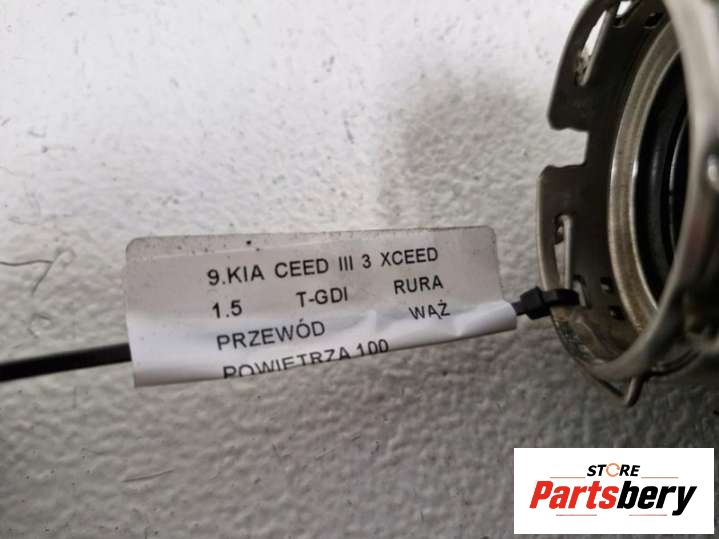 9.KIA CEED III 3 XCEED
1.5 T-GDI RURA
PRZEWÓD WĄŻ
POWIETRZA 100
STORE
Partsbery